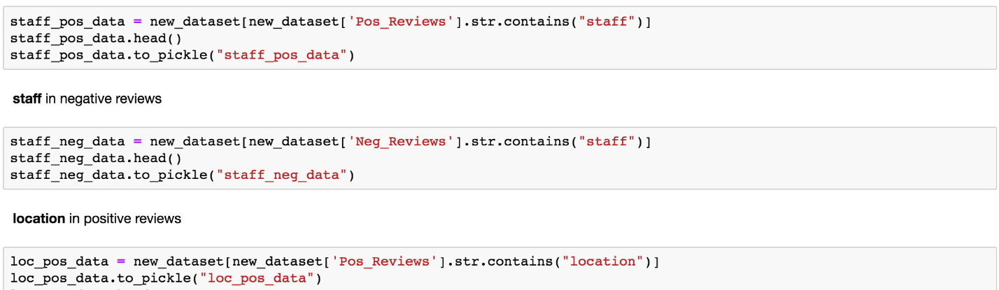 staff_pos_data = new_dataset[new_dataset['Pos_Reviews'].str.contains("staff")]
staff_pos_data.head()
staff_pos_data.to_pickle("staff_pos_data")
staff in negative reviews
staff_neg_data = new_dataset[new_dataset['Neg_Reviews'].str.contains("staff")]
staff_neg_data.head()
staff_neg_data.to_pickle("staff_neg_data")
location in positive reviews
loc_pos_data = new_dataset[new_dataset['Pos_Reviews'].str.contains("location")]
loc_pos_data.to_pickle("loc_pos_data")